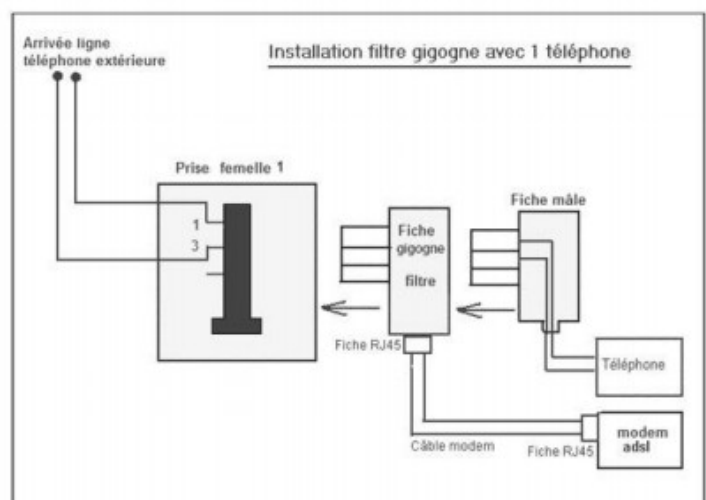 Arrivée ligne
téléphone extérieure
Installation filtre gigogne avec 1 téléphone
Prise femelle 1
1
3
Fiche
gigogne
filtre
Fiche mâle
Fiche RJ45
Téléphone
Câble modem
Fiche RJ45
modem
adsl